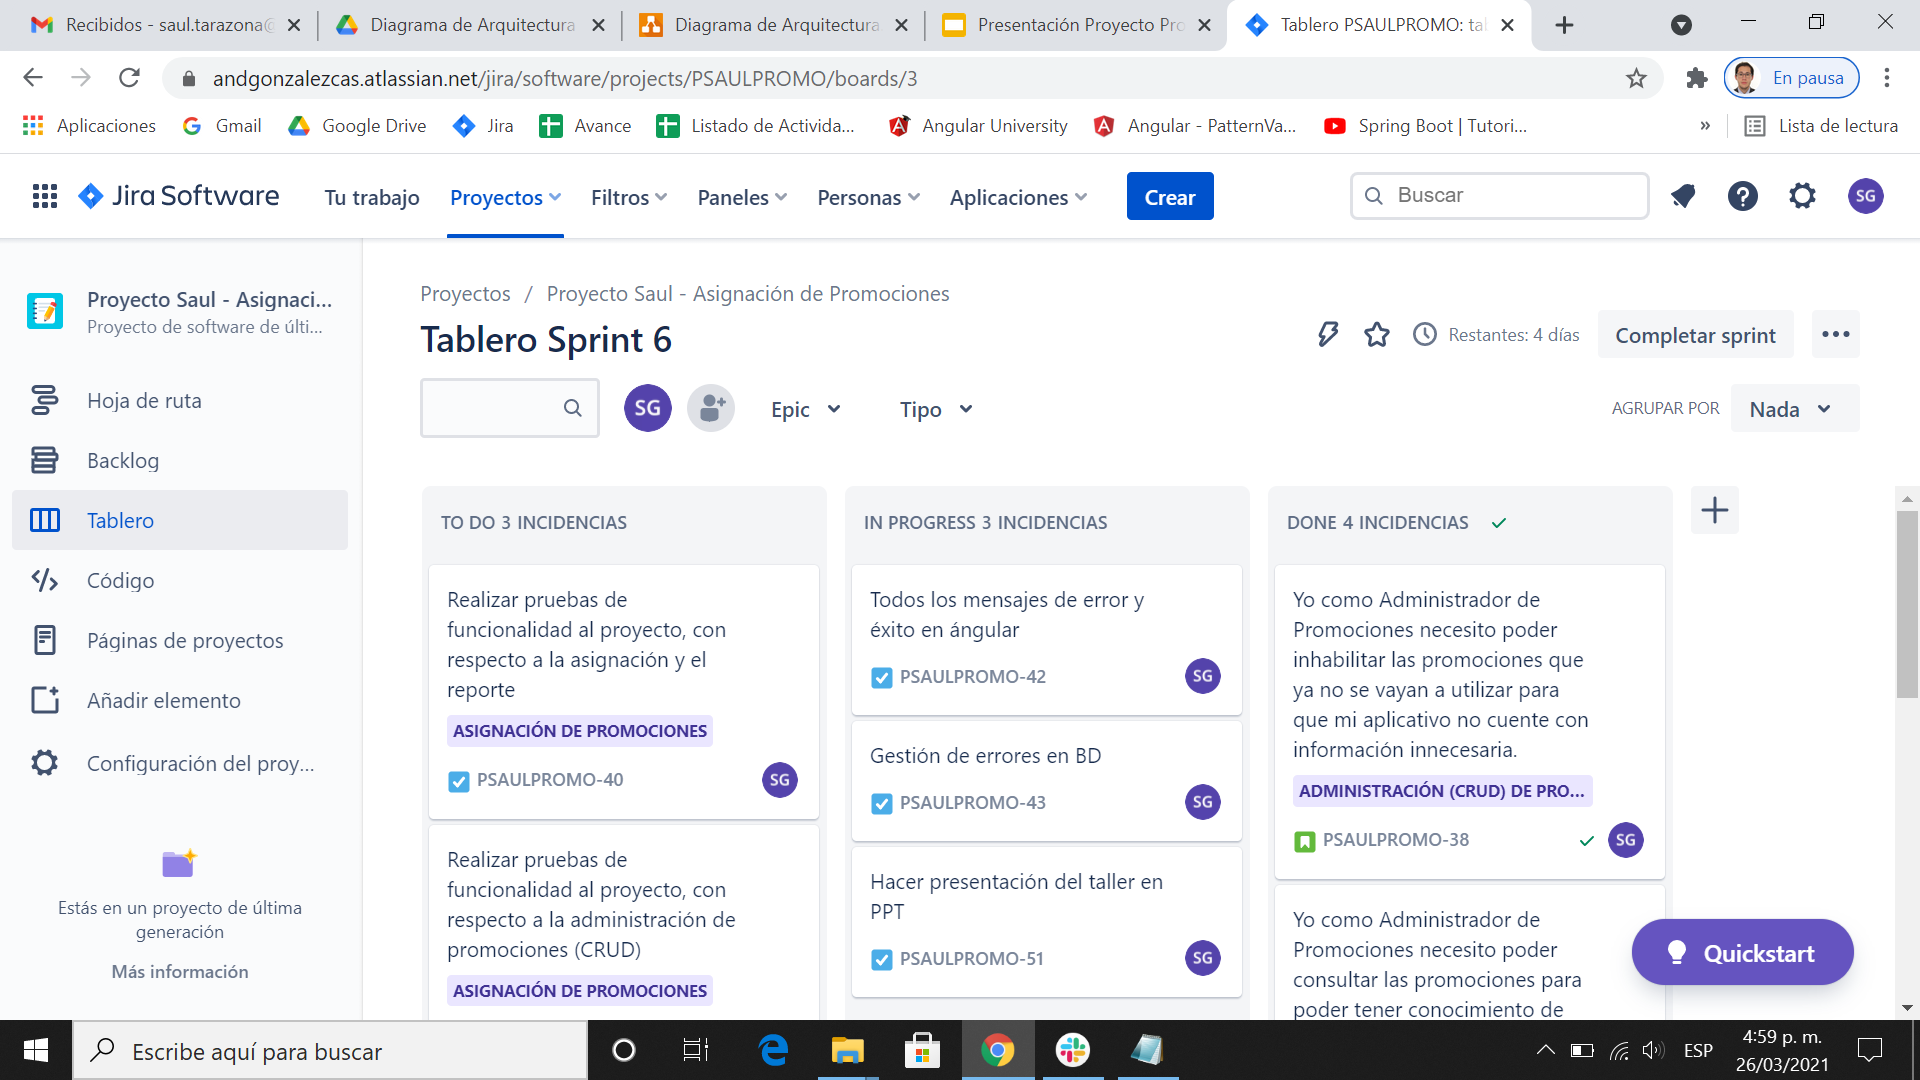 Recibidos - saul.tarazona@
Diagrama de Arquitectura
Diagrama de Arquitectura
Presentación Proyecto Pro
Tablero PSAULPROMO: tal
andgonzalezcas.atlassian.net/jira/software/projects/PSAULPROMO/boards/3
En pausa
Aplicaciones
Gmail
Google Drive
Jira
Avance
Listado de Activida...
Angular University
Angular - PatternVa...
Spring Boot | Tutori...
»
Lista de lectura
Jira Software
Tu trabajo
Proyectos
Filtros
Paneles
Personas
Aplicaciones
Crear
Buscar
SG
Proyecto Saul - Asignaci...
Proyecto de software de últi...
Hoja de ruta
Backlog
Tablero
Código
Páginas de proyectos
Añadir elemento
Configuración del proy...
Estás en un proyecto de última
generación
Más información
Proyectos / Proyecto Saul - Asignación de Promociones
Tablero Sprint 6
Restantes: 4 días
Completar sprint
SG
Epic
Tipo
AGRUPAR POR
Nada
TO DO 3 INCIDENCIAS
Realizar pruebas de
funcionalidad al proyecto, con
respecto a la asignación y el
reporte
ASIGNACIÓN DE PROMOCIONES
PSAULPROMO-40
SG
Realizar pruebas de
funcionalidad al proyecto, con
respecto a la administración de
promociones (CRUD)
ASIGNACIÓN DE PROMOCIONES
IN PROGRESS 3 INCIDENCIAS
Todos los mensajes de error y
éxito en ángular
PSAULPROMO-42
SG
Gestión de errores en BD
PSAULPROMO-43
SG
Hacer presentación del taller en
PPT
PSAULPROMO-51
SG
DONE 4 INCIDENCIAS
Yo como Administrador de
Promociones necesito poder
inhabilitar las promociones que
ya no se vayan a utilizar para
que mi aplicativo no cuente con
información innecesaria.
ADMINISTRACIÓN (CRUD) DE PRO...
PSAULPROMO-38
SG
Yo como Administrador de
Promociones necesito poder
consultar las promociones para
poder tener conocimiento de
Quickstart
Escribe aquí para buscar
ESP
4:59 p. m.
26/03/2021